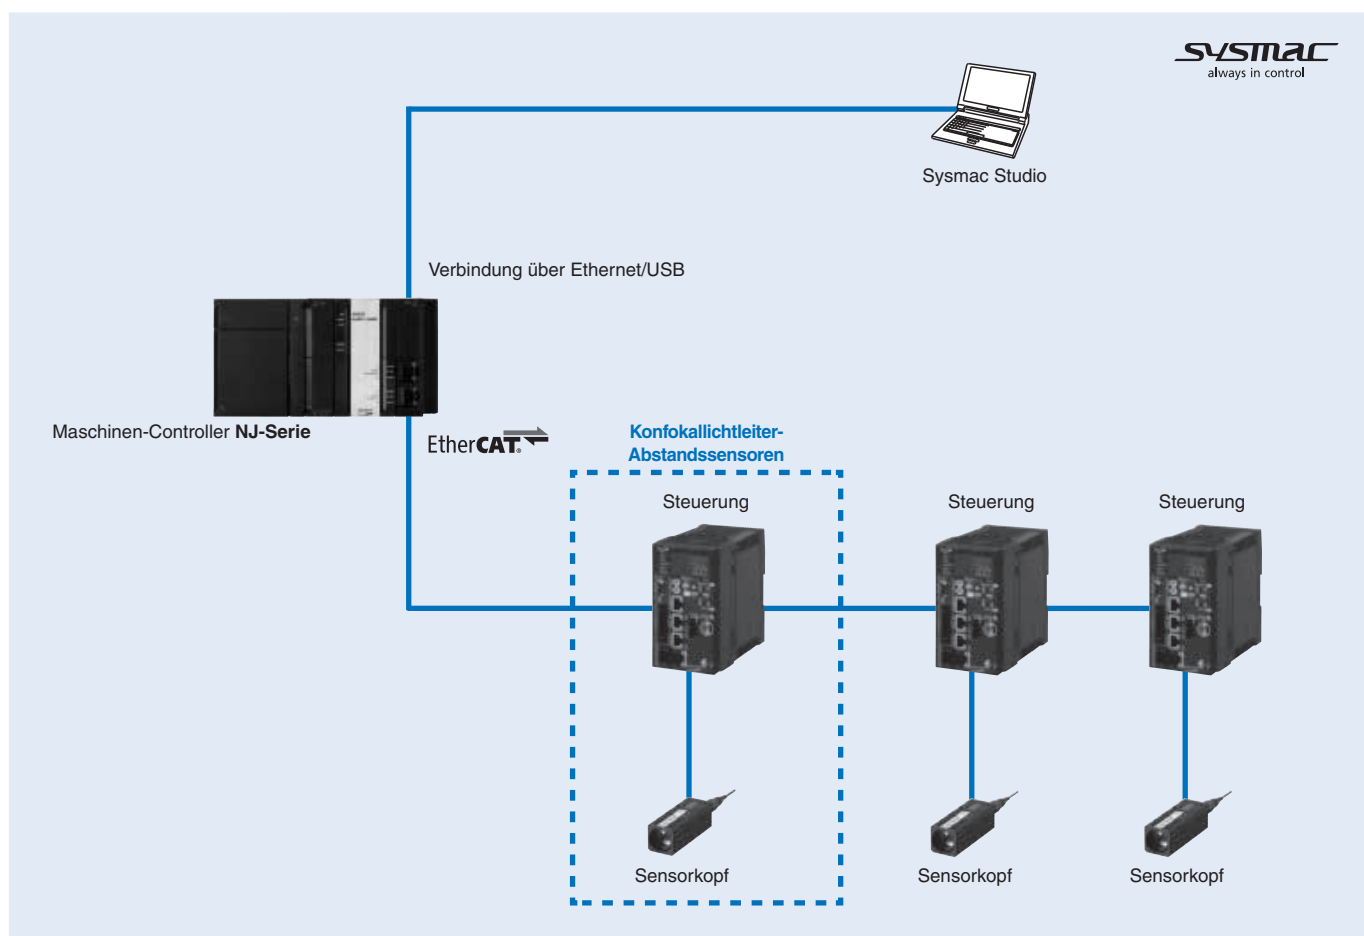 sysmac
always in control
Sysmac Studio
Verbindung über Ethernet/USB
Maschinen-Controller NJ-Serie
EtherCAT.
Konfokallichtleiter-
Abstandssensoren
Steuerung
Steuerung
Steuerung
Sensorkopf
Sensorkopf
Sensorkopf